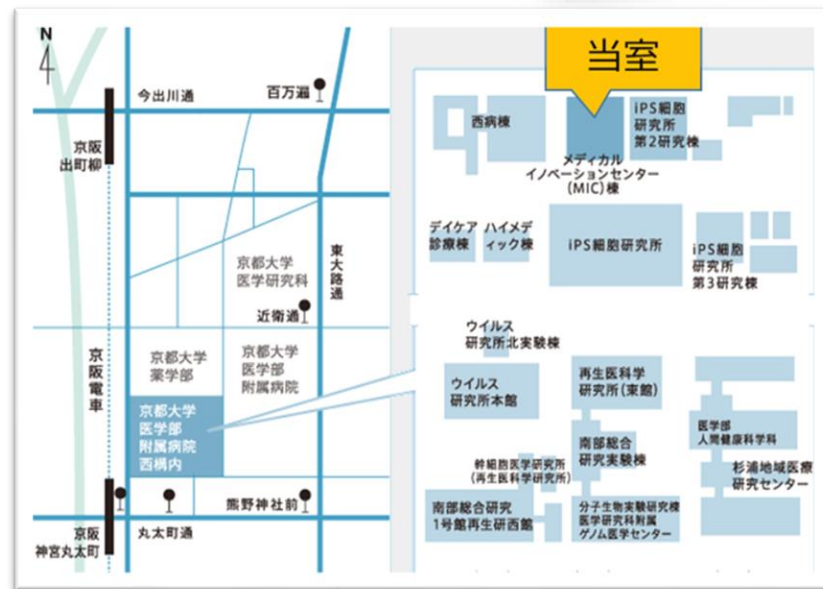 N
今出川通
百万遍
京阪
出町柳
京都大学
医学研究科
東大路通
近衛通
京阪電車
京都大学
薬学部
京都大学
医学部
附属病院
京都大学
医学部
附属病院
西構内
熊野神社前
京阪
神宮丸太町
丸太町通
当室
西病棟
iPS細胞
研究所
第2研究棟
メディカル
イノベーションセンター
(MIC)棟
デイケア
診療棟
ハイメデ
ィック棟
iPS細胞研究所
iPS細胞
研究所
第3研究棟
ウイルス
研究所北実験棟
ウイルス
研究所本館
再生医科学
研究所(東館)
医学部
人間健康科学科
南部総合
研究実験棟
幹細胞医学研究所
(再生医科学研究所)
杉浦地域医療
研究センター
南部総合研究
1号館再生研西館
分子生物実験研究棟
医学研究科附属
ゲノム医学センター